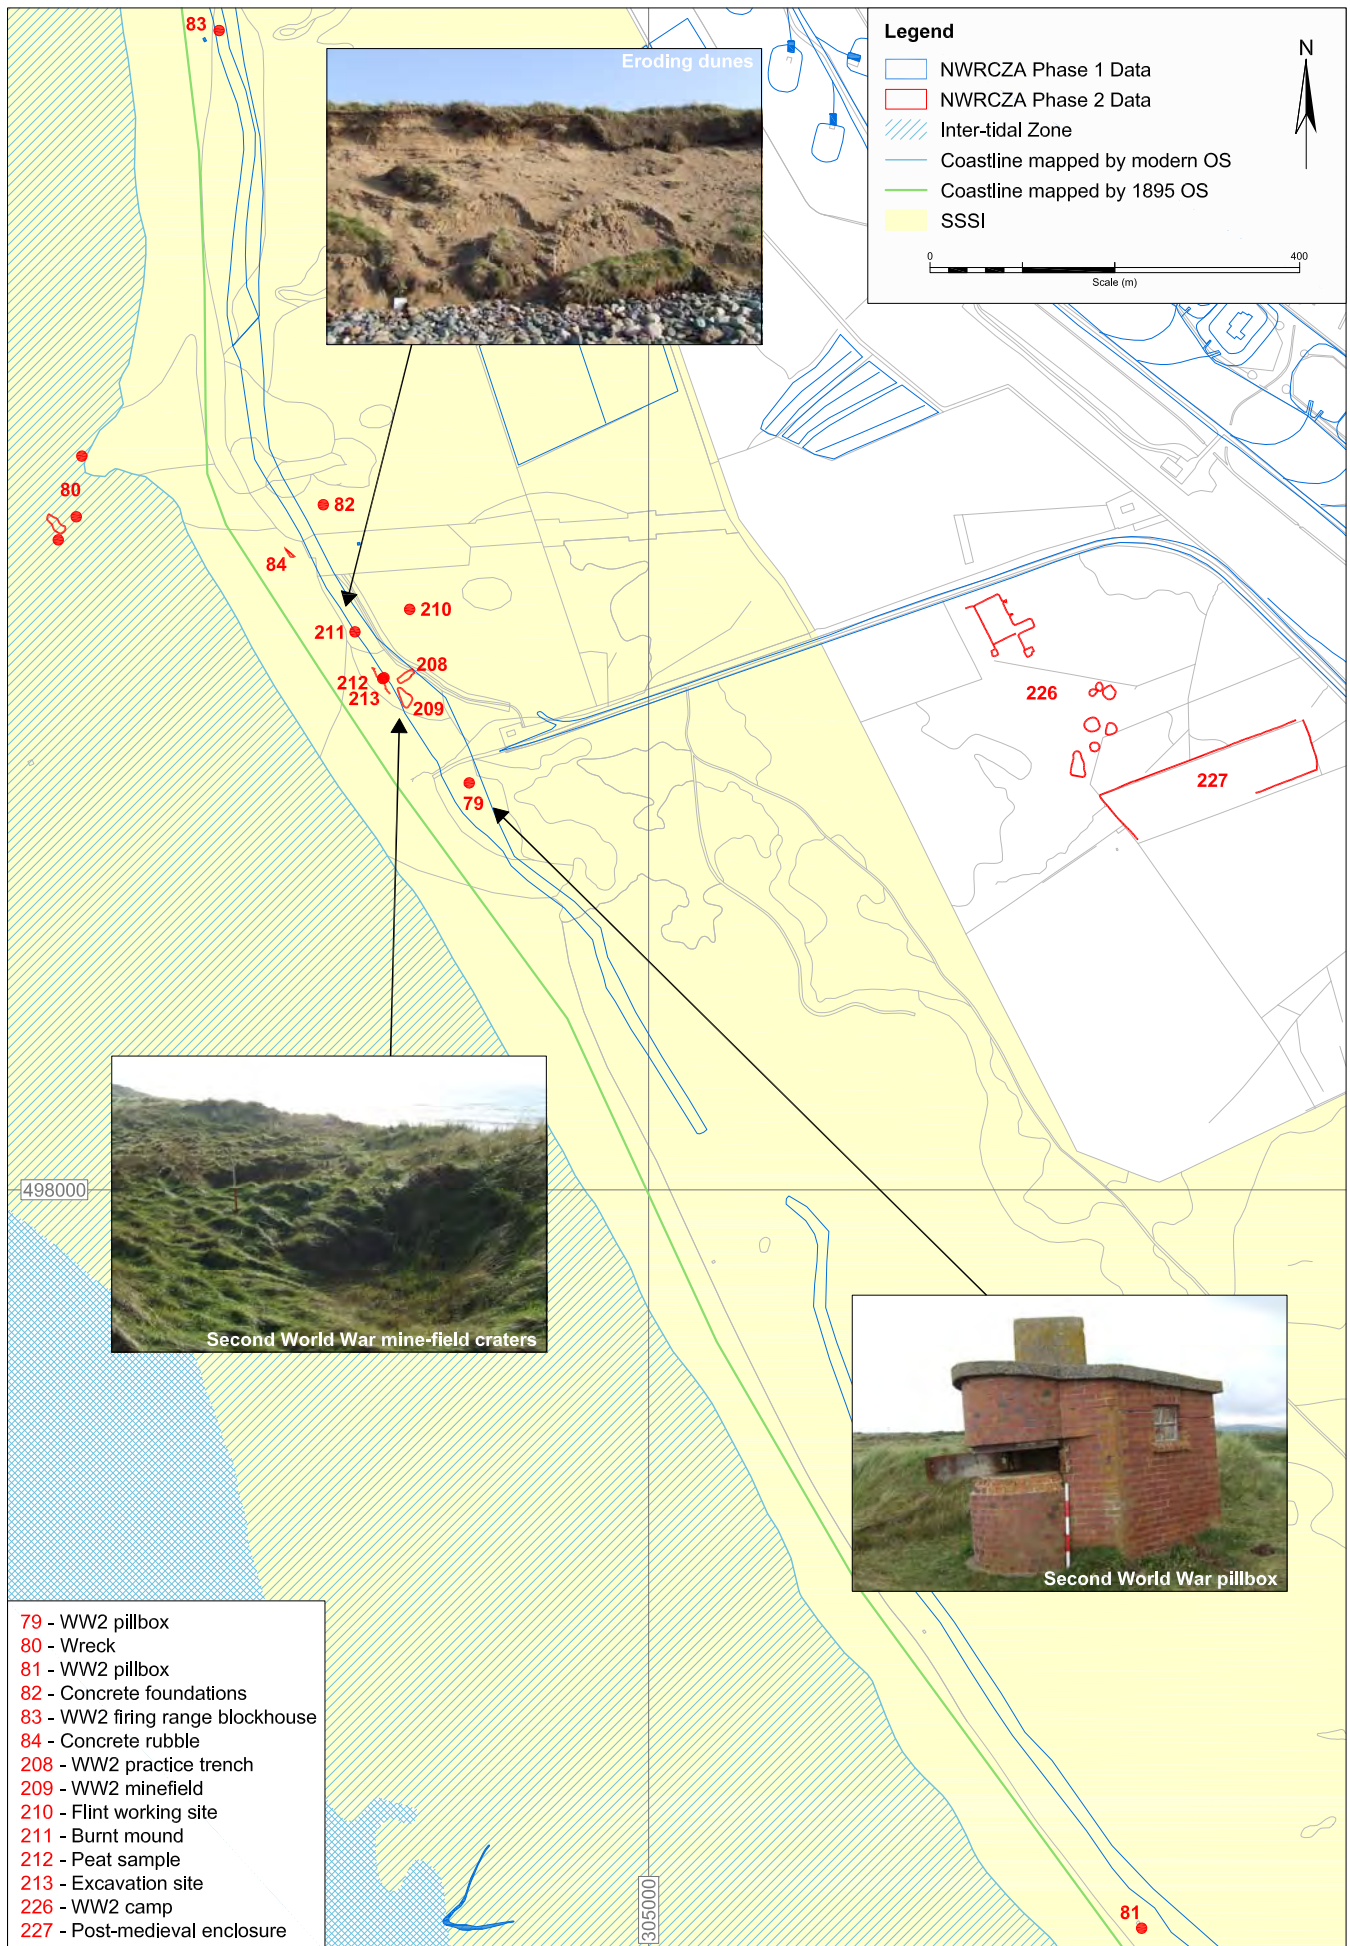 83
Eroding dunes
Legend
N
NWRCZA Phase 1 Data
NWRCZA Phase 2 Data
Inter-tidal Zone
Coastline mapped by modern OS
Coastline mapped by 1895 OS
SSSI
0 400
Scale (m)
80
82
84
210
211
208
212
213
209
226
79
227
498000
Second World War mine-field craters
Second World War pillbox
79 - WW2 pillbox
80 - Wreck
81 - WW2 pillbox
82 - Concrete foundations
83 - WW2 firing range blockhouse
84 - Concrete rubble
208 - WW2 practice trench
209 - WW2 minefield
210 - Flint working site
211 - Burnt mound
212 - Peat sample
213 - Excavation site
226 - WW2 camp
227 - Post-medieval enclosure
305000
81